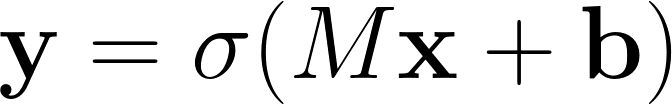 y = σ(Mx + b)